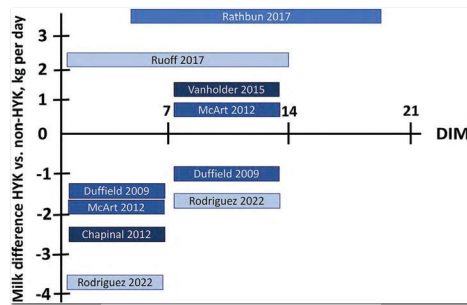 Rathbun 2017
3
Ruoff 2017
2
Vanholder 2015
1
McArt 2012
7
14
21
0
DIM
-1
Duffield 2009
Duffield 2009
Rodriguez 2022
-2
McArt 2012
Chapinal 2012
-3
Rodriguez 2022
-4
Milk difference HYK vs. non-HYK, kg per day